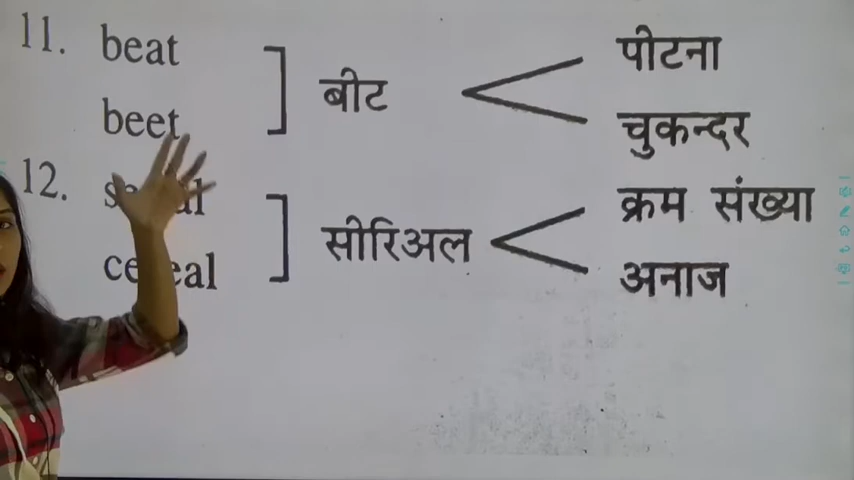 11. beat
beet
बीट
पीटना
चुकन्दर
12.
सीरिअल
क्रम संख्या
अनाज